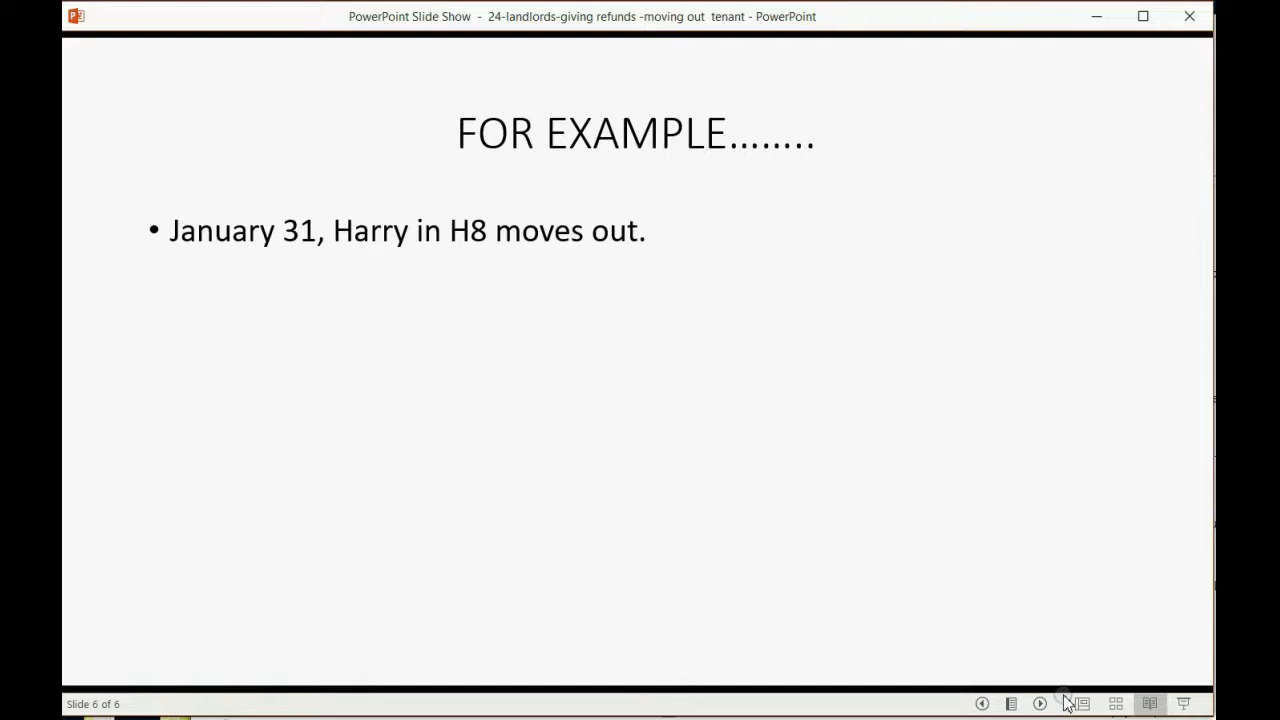 PowerPoint Slide Show - 24-landlords-giving refunds -moving out tenant - PowerPoint
FOR EXAMPLE........
• January 31, Harry in H8 moves out.
Slide 6 of 6